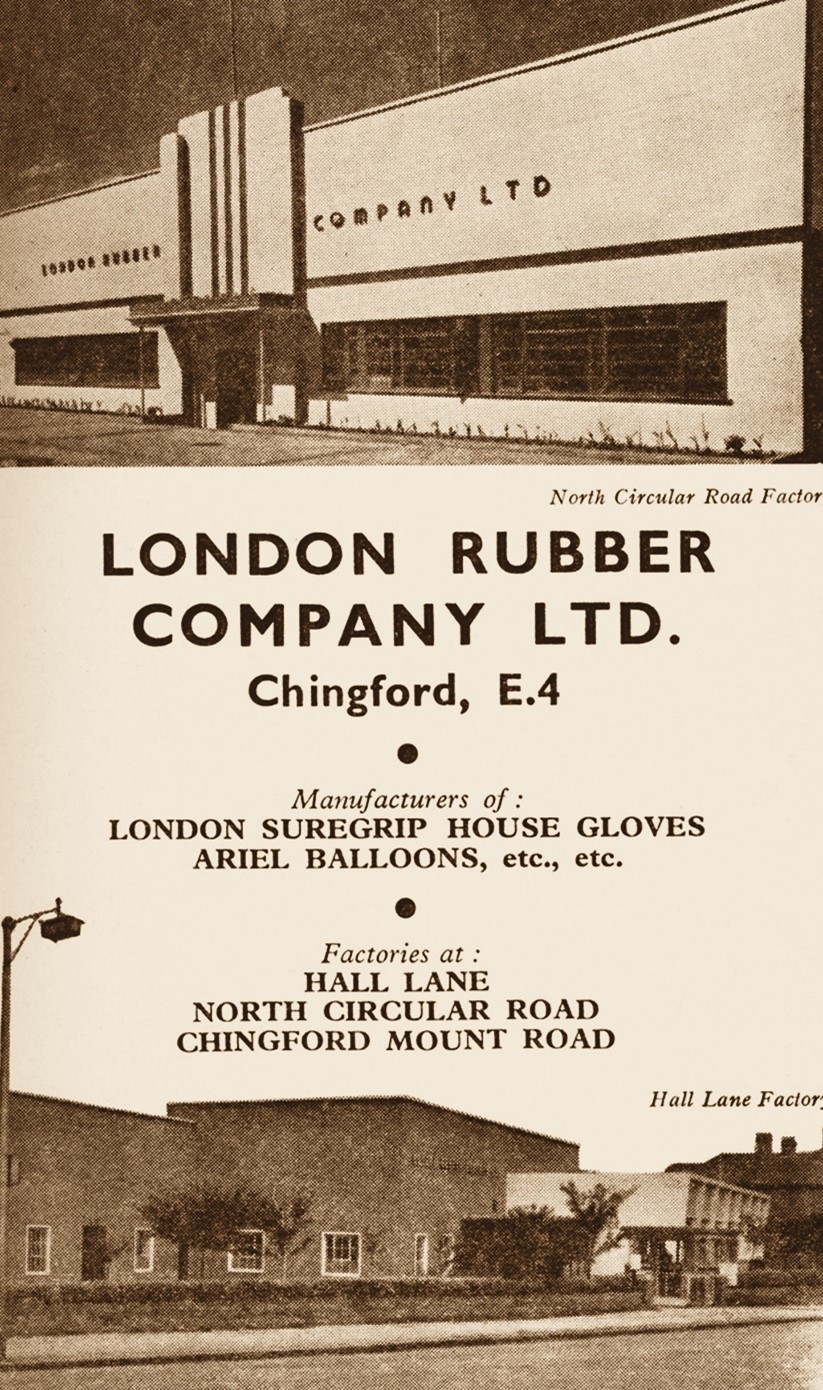 LONDON RUBBER
COMPANY LTD
North Circular Road Factor
LONDON RUBBER
COMPANY LTD.
Chingford, E.4
Manufacturers of :
LONDON SUREGRIP HOUSE GLOVES
ARIEL BALLOONS, etc., etc.
Factories at :
HALL LANE
NORTH CIRCULAR ROAD
CHINGFORD MOUNT ROAD
Hall Lane Factory